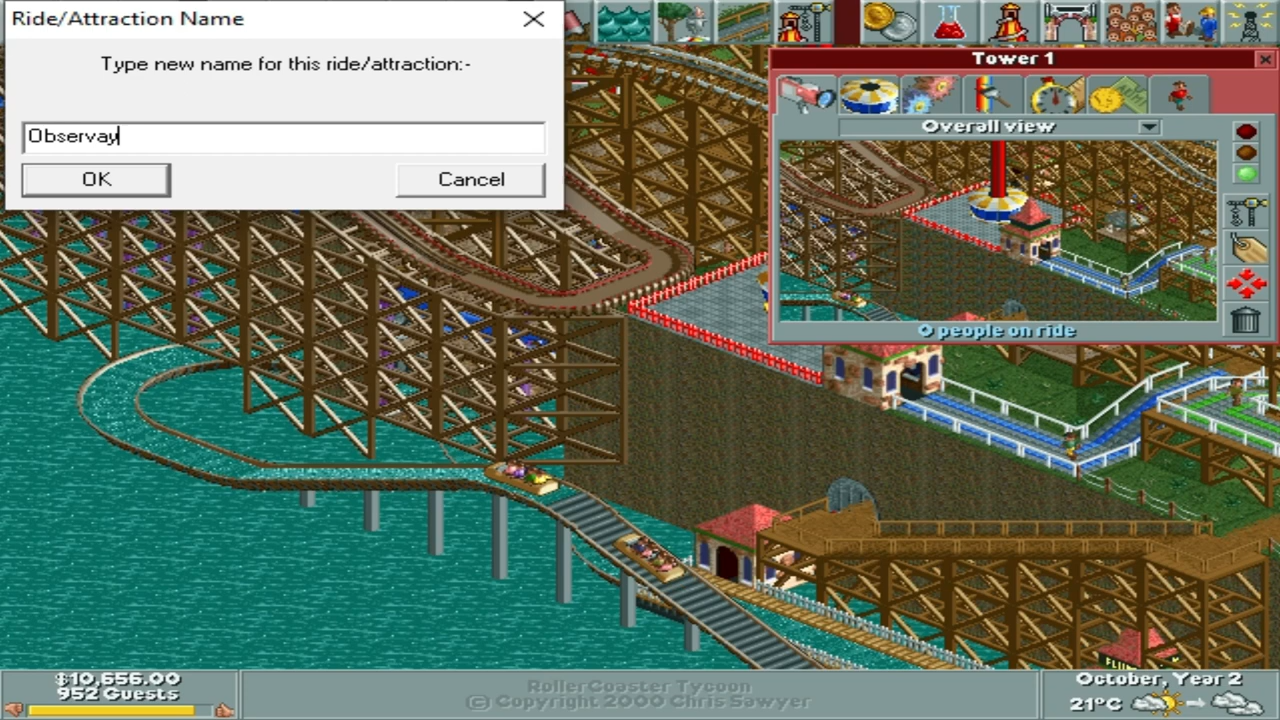 Ride/Attraction Name
Type new name for this ride/attraction:-
Observay
OK
Cancel
Tower 1
Overall view
0 people on ride
$10,656.00
952 Guests
RollerCoaster Tycoon
© Copyright 2000 Chris Sawyer
October, Year 2
21°C